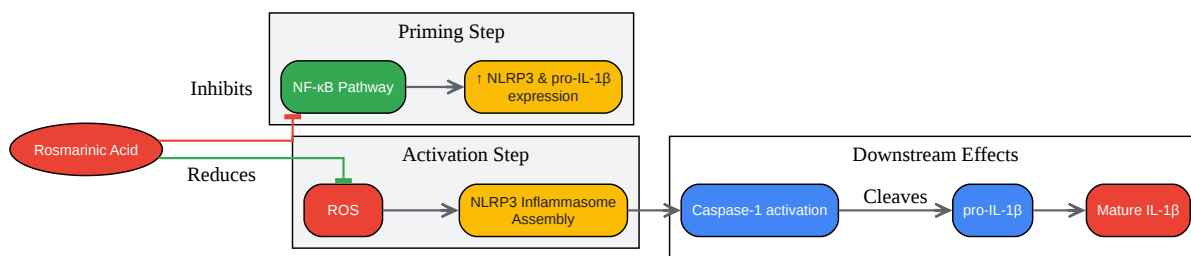 Priming Step
NF-κB Pathway
↑ NLRP3 & pro-IL-1β
expression
Inhibits
Rosmarinic Acid
Reduces
Activation Step
ROS
NLRP3 Inflammasome
Assembly
Downstream Effects
Caspase-1 activation
Cleaves
pro-IL-1β
Mature IL-1β